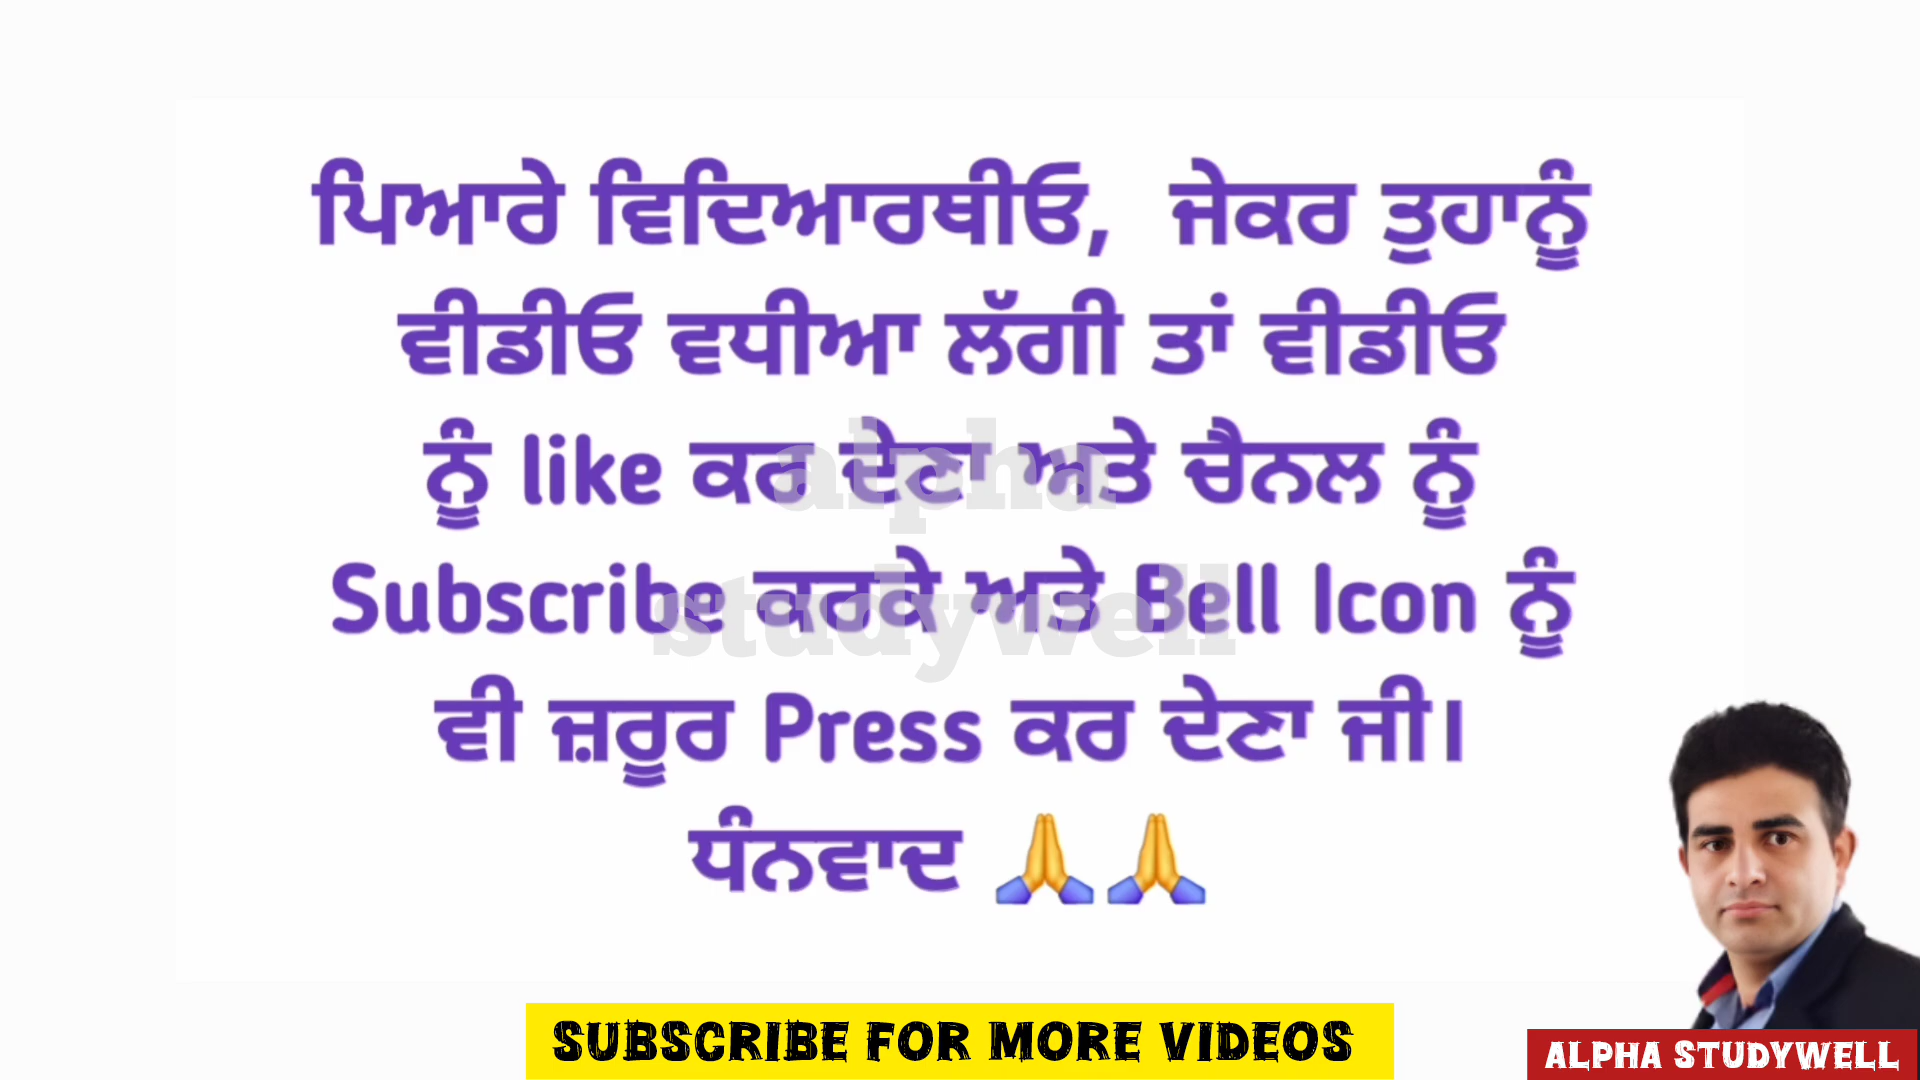 ਪਿਆਰੇ ਵਿਦਿਆਰਥੀਓ, ਜੇਕਰ ਤੁਹਾਨੂੰ
ਵੀਡੀਓ ਵਧੀਆ ਲੱਗੀ ਤਾਂ ਵੀਡੀਓ
ਨੂੰ like ਕਰ ਦੇਣਾ ਅਤੇ ਚੈਨਲ ਨੂੰ
Subscribe ਕਰਕੇ ਅਤੇ Bell Icon ਨੂੰ
ਵੀ ਜ਼ਰੂਰ Press ਕਰ ਦੇਣਾ ਜੀ।
ਧੰਨਵਾਦ 🙏🙏
alpha
studywell
SUBSCRIBE FOR MORE VIDEOS
ALPHA STUDYWELL